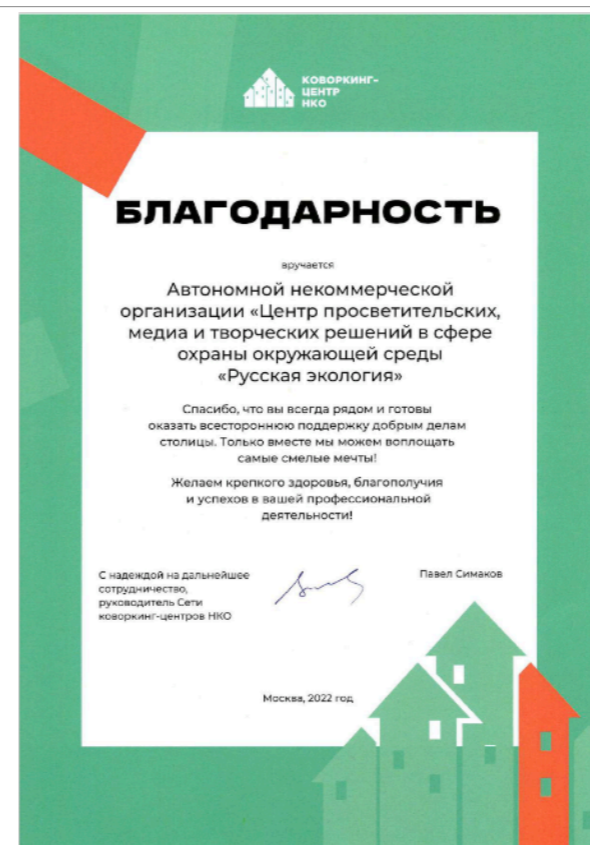 КОВОРКИНГ-
ЦЕНТР
НКО
БЛАГОДАРНОСТЬ
вручается
Автономной некоммерческой
организации «Центр просветительских,
медиа и творческих решений в сфере
охраны окружающей среды
«Русская экология»
Спасибо, что вы всегда рядом и готовы
оказать всестороннюю поддержку добрым делам
столицы. Только вместе мы можем воплощать
самые смелые мечты!
Желаем крепкого здоровья, благополучия
и успехов в вашей профессиональной
деятельности!
С надеждой на дальнейшее
сотрудничество,
руководитель Сети
коворкинг-центров НКО
Павел Симаков
Москва, 2022 год